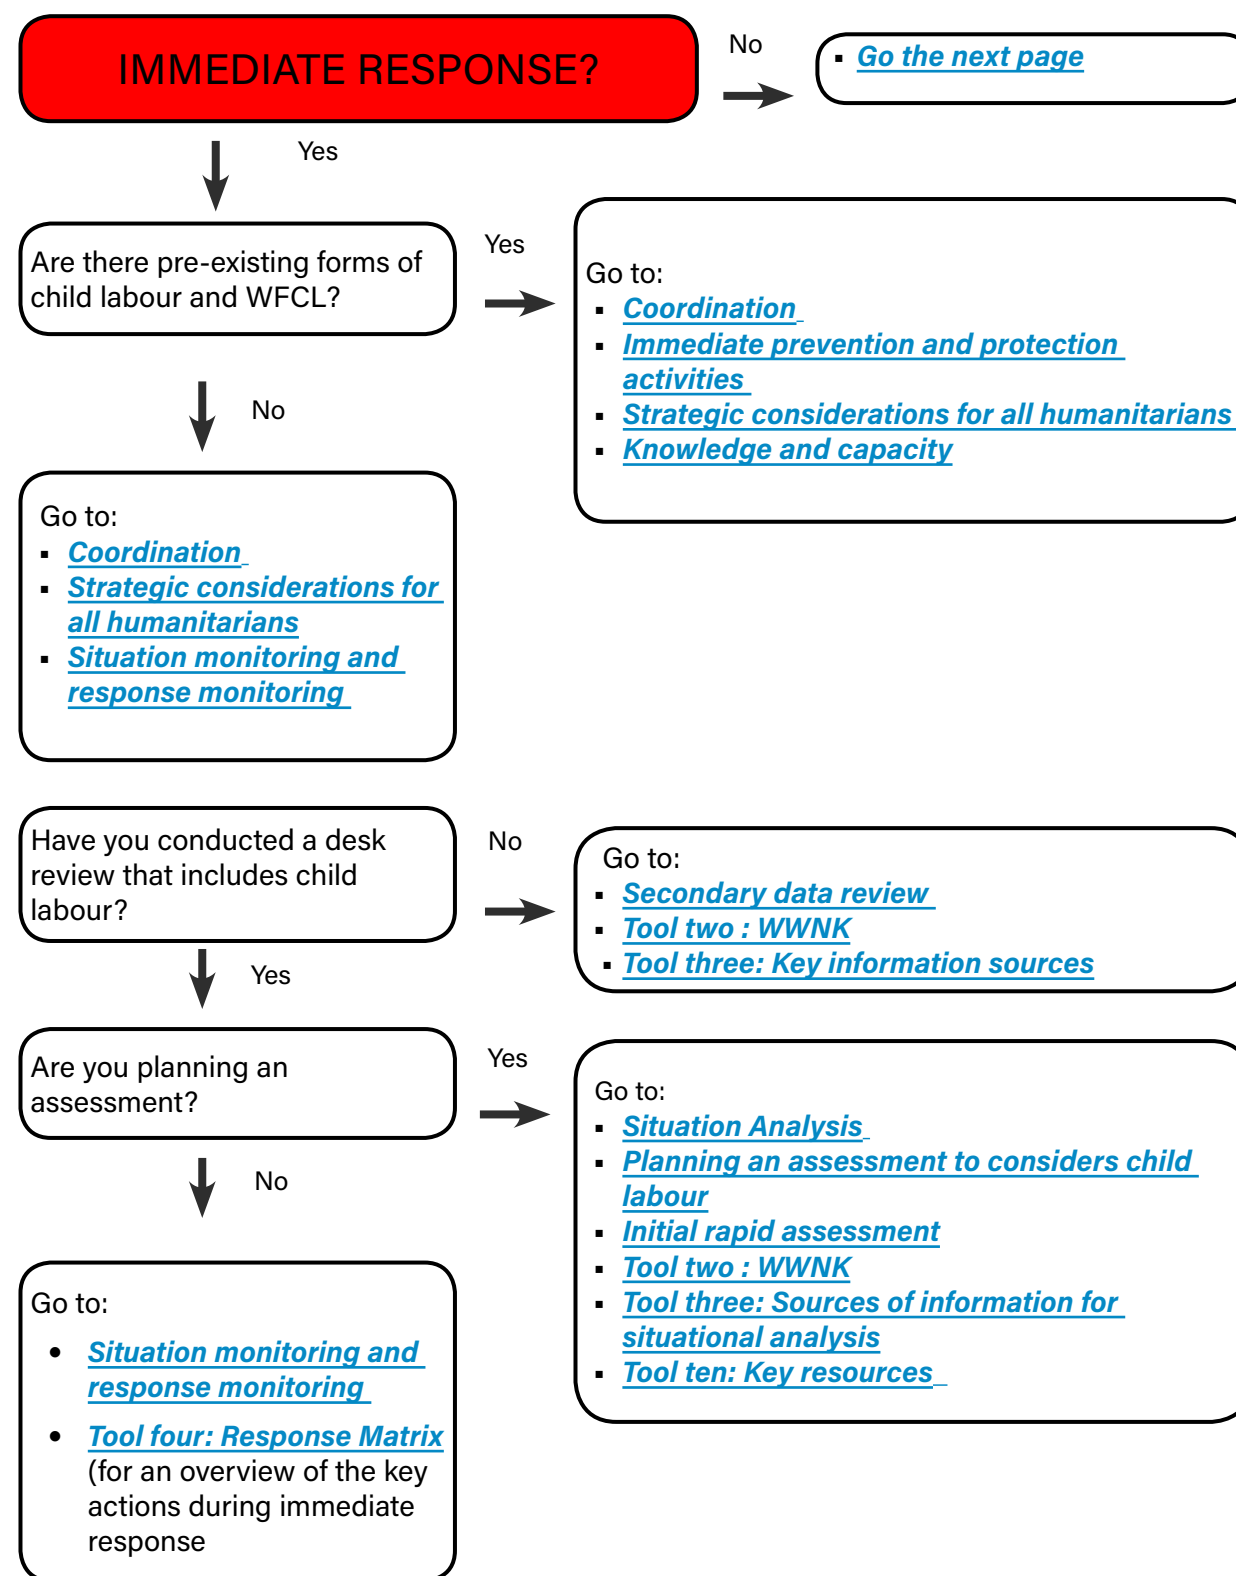 IMMEDIATE RESPONSE?
No
▪ Go the next page
Yes
Are there pre-existing forms of
child labour and WFCL?
Yes
Go to:
▪ Coordination
▪ Immediate prevention and protection
activities
▪ Strategic considerations for all humanitarians
▪ Knowledge and capacity
No
Go to:
▪ Coordination
▪ Strategic considerations for
all humanitarians
▪ Situation monitoring and
response monitoring
Have you conducted a desk
review that includes child
labour?
No
Go to:
▪ Secondary data review
▪ Tool two : WWNK
▪ Tool three: Key information sources
Yes
Are you planning an
assessment?
Yes
Go to:
▪ Situation Analysis
▪ Planning an assessment to considers child
labour
▪ Initial rapid assessment
▪ Tool two : WWNK
▪ Tool three: Sources of information for
situational analysis
▪ Tool ten: Key resources
No
Go to:
• Situation monitoring and
response monitoring
• Tool four: Response Matrix
(for an overview of the key
actions during immediate
response